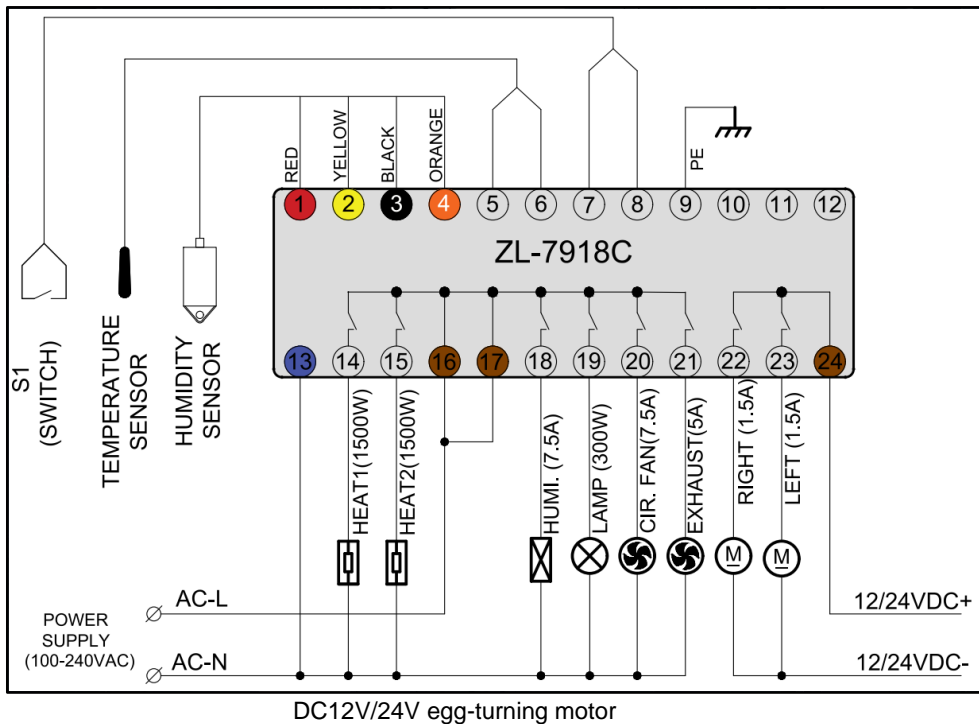 RED
YELLOW
BLACK
ORANGE
PE
1
2
3
4
5
6
7
8
9
10
11
12
ZL-7918C
S1
(SWITCH)
TEMPERATURE
SENSOR
HUMIDITY
SENSOR
13
14
15
16
17
18
19
20
21
22
23
24
HEAT1(1500W)
HEAT2(1500W)
HUMI. (7.5A)
LAMP (300W)
CIR. FAN(7.5A)
EXHAUST(5A)
RIGHT (1.5A)
LEFT (1.5A)
M
M
AC-L
12/24VDC+
POWER
SUPPLY
(100-240VAC)
AC-N
12/24VDC-
DC12V/24V egg-turning motor